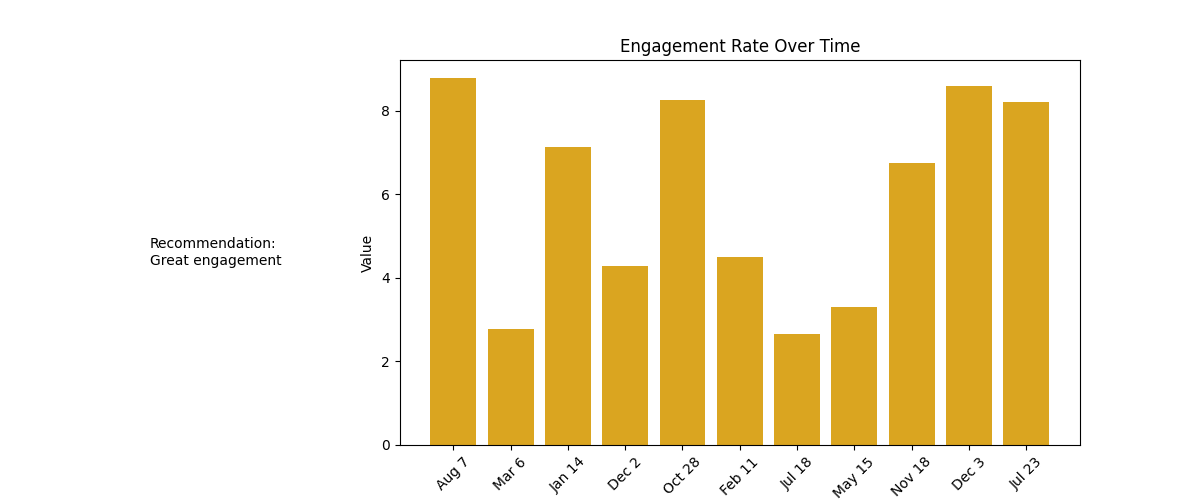 Engagement Rate Over Time
Recommendation:
Great engagement
Value
8
6
4
2
0
Aug 7
Mar 6
Jan 14
Dec 2
Oct 28
Feb 11
Jul 18
May 15
Nov 18
Dec 3
Jul 23